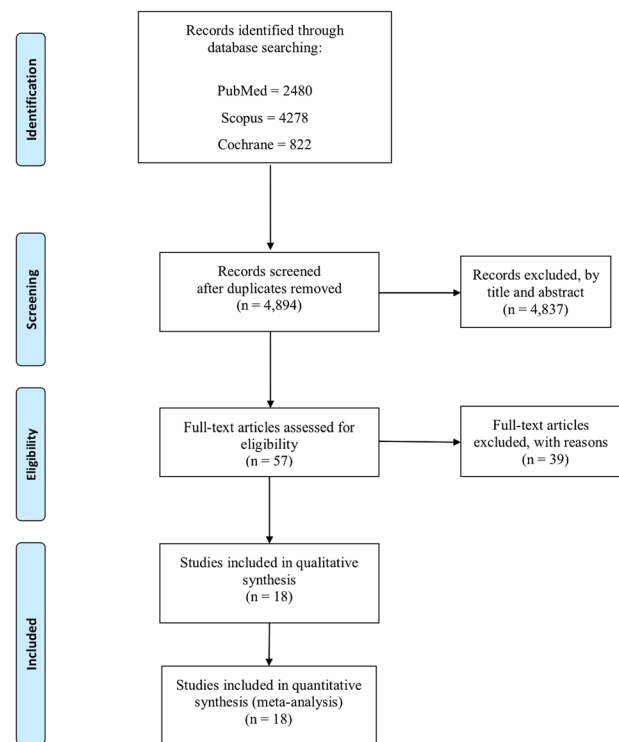 Identification
Records identified through
database searching:
PubMed = 2480
Scopus = 4278
Cochrane = 822
Screening
Records screened
after duplicates removed
(n = 4,894)
Records excluded, by
title and abstract
(n = 4,837)
Eligibility
Full-text articles assessed for
eligibility
(n = 57)
Full-text articles
excluded, with reasons
(n = 39)
Included
Studies included in qualitative
synthesis
(n = 18)
Studies included in quantitative
synthesis (meta-analysis)
(n = 18)